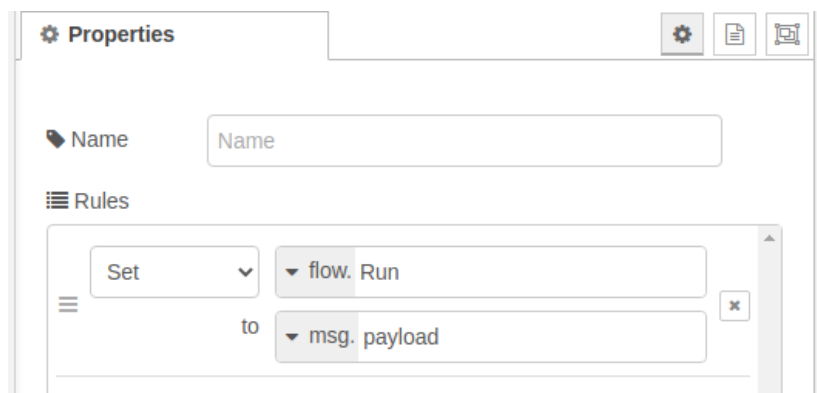 Properties
Name Name
Rules
Set flow. Run
to msg. payload